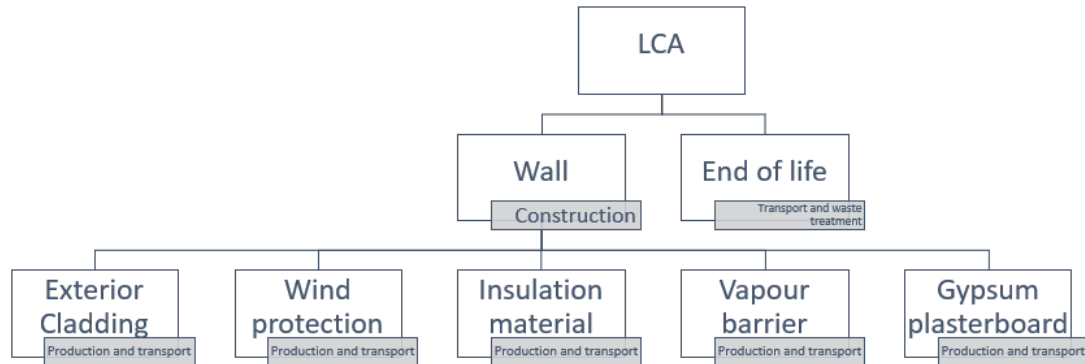 LCA
Wall
Construction
End of life
Transport and waste
treatment
Exterior
Cladding
Production and transport
Wind
protection
Production and transport
Insulation
material
Production and transport
Vapour
barrier
Production and transport
Gypsum
plasterboard
Production and transport